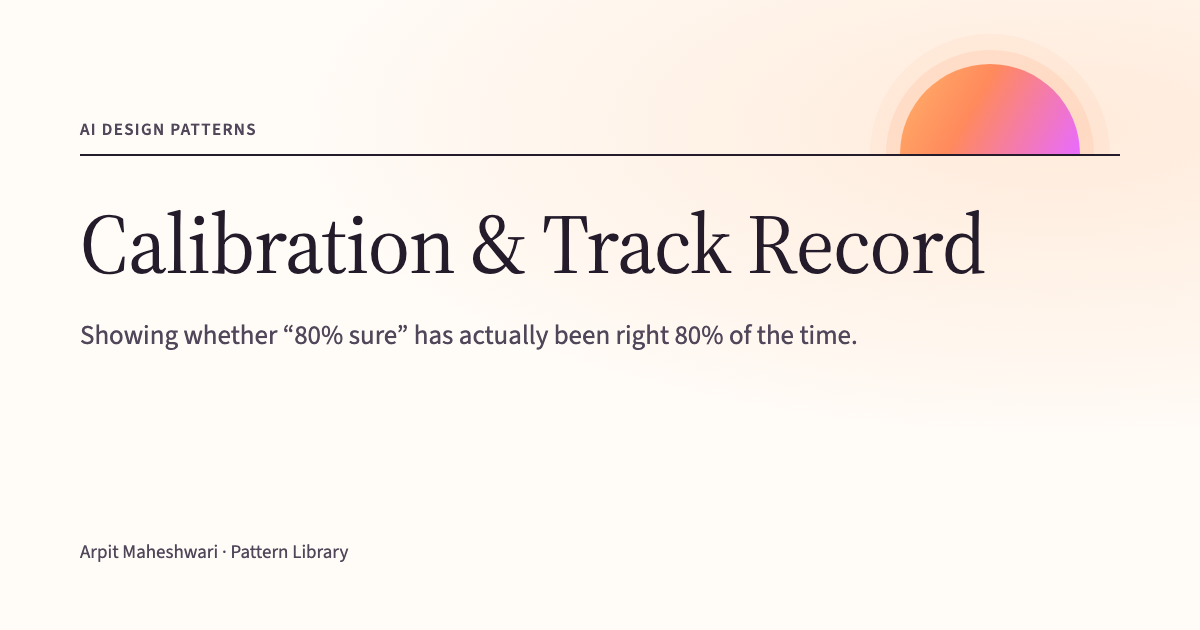 AI DESIGN PATTERNS
Calibration & Track Record
Showing whether “80% sure” has actually been right 80% of the time.
Arpit Maheshwari · Pattern Library